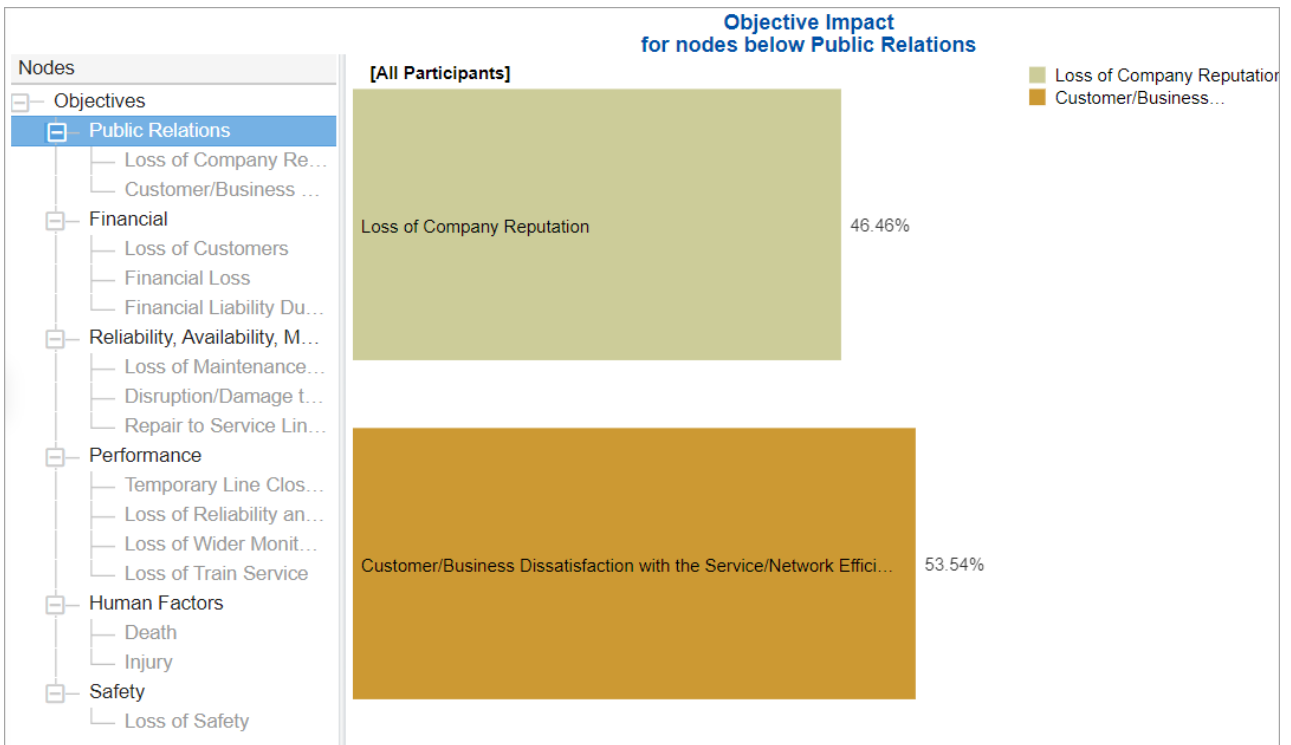 Objective Impact
for nodes below Public Relations
Nodes
Objectives
Public Relations
Loss of Company Re...
Customer/Business ...
Financial
Loss of Customers
Financial Loss
Financial Liability Du...
Reliability, Availability, M...
Loss of Maintenance...
Disruption/Damage t...
Repair to Service Lin...
Performance
Temporary Line Clos...
Loss of Reliability an...
Loss of Wider Monit...
Loss of Train Service
Human Factors
Death
Injury
Safety
Loss of Safety
[All Participants]
Loss of Company Reputation
46.46%
Customer/Business Dissatisfaction with the Service/Network Effici...
53.54%
Loss of Company Reputation
Customer/Business...